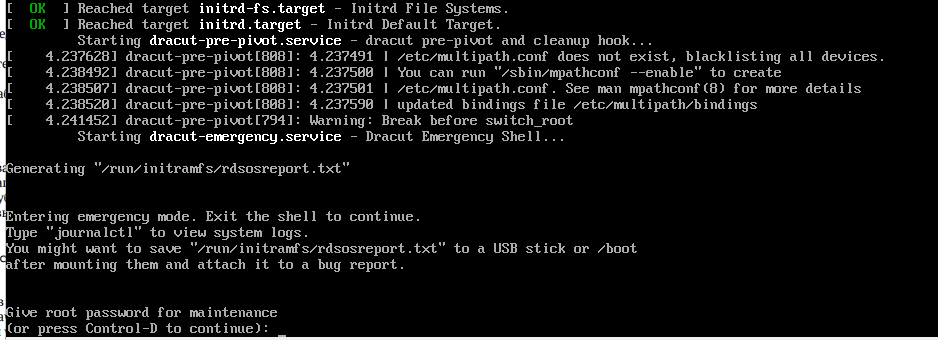 [  OK  ] Reached target initrd-fs.target - Initrd File Systems.
[  OK  ] Reached target initrd.target - Initrd Default Target.
Starting dracut-pre-pivot.service - dracut pre-pivot and cleanup hook...
[    4.237628] dracut-pre-pivot[808]: 4.237491 | /etc/multipath.conf does not exist, blacklisting all devices.
[    4.238492] dracut-pre-pivot[808]: 4.237500 | You can run "/sbin/mpathconf --enable" to create
[    4.238507] dracut-pre-pivot[808]: 4.237501 | /etc/multipath.conf. See man mpathconf(8) for more details
[    4.238520] dracut-pre-pivot[808]: 4.237590 | updated bindings file /etc/multipath/bindings
[    4.241452] dracut-pre-pivot[794]: Warning: Break before switch_root
Starting dracut-emergency.service - Dracut Emergency Shell...
Generating "/run/initramfs/rdsosreport.txt"
Entering emergency mode. Exit the shell to continue.
Type "journalctl" to view system logs.
You might want to save "/run/initramfs/rdsosreport.txt" to a USB stick or /boot
after mounting them and attach it to a bug report.
Give root password for maintenance
(or press Control-D to continue): _